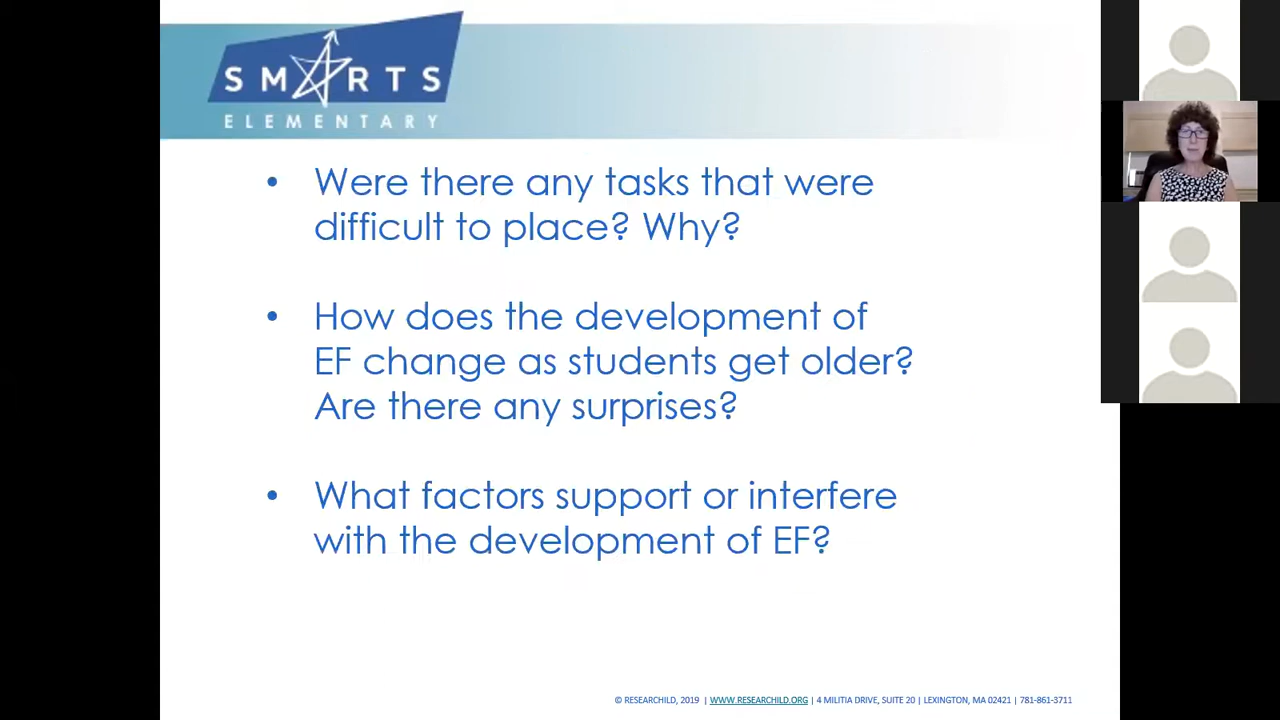 SMARTS
ELEMENTARY
• Were there any tasks that were
difficult to place? Why?
• How does the development of
EF change as students get older?
Are there any surprises?
• What factors support or interfere
with the development of EF?
© RESEARCHILD, 2019 | WWW.RESEARCHILD.ORG | 4 MILITIA DRIVE, SUITE 20 | LEXINGTON, MA 02421 | 781-861-3711